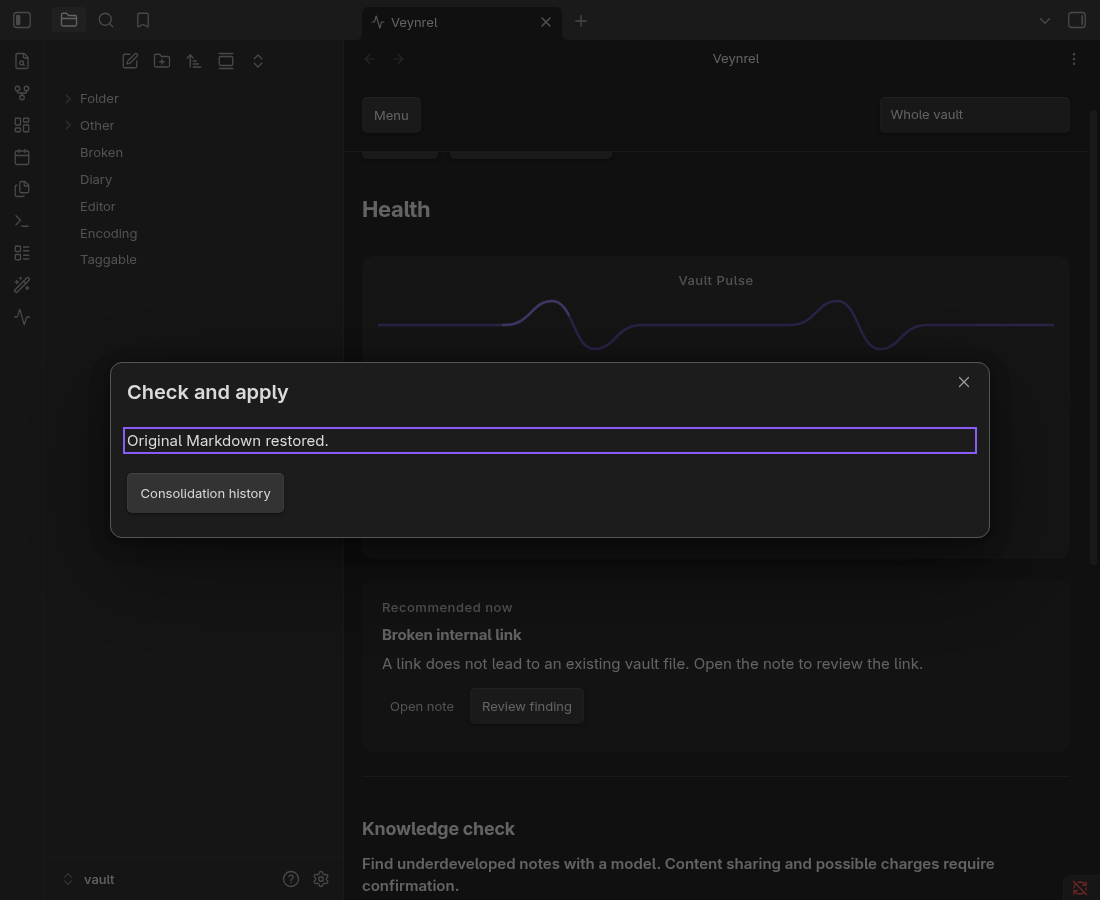 Veynrel
Veynrel
Folder
Other
Broken
Diary
Editor
Encoding
Taggable
Menu
Whole vault
Health
Vault Pulse
Check and apply
Original Markdown restored.
Consolidation history
Recommended now
Broken internal link
A link does not lead to an existing vault file. Open the note to review the link.
Open note
Review finding
Knowledge check
Find underdeveloped notes with a model. Content sharing and possible charges require
confirmation.
vault